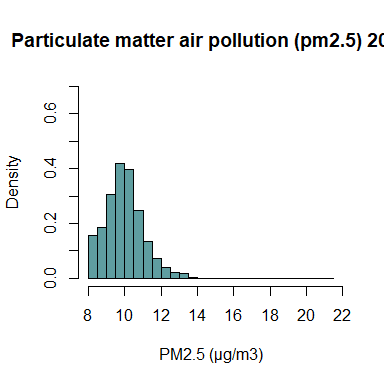 Particulate matter air pollution (pm2.5) 20
0.6
0.4
0.2
0.0
Density
8 10 12 14 16 18 20 22
PM2.5 (μg/m3)